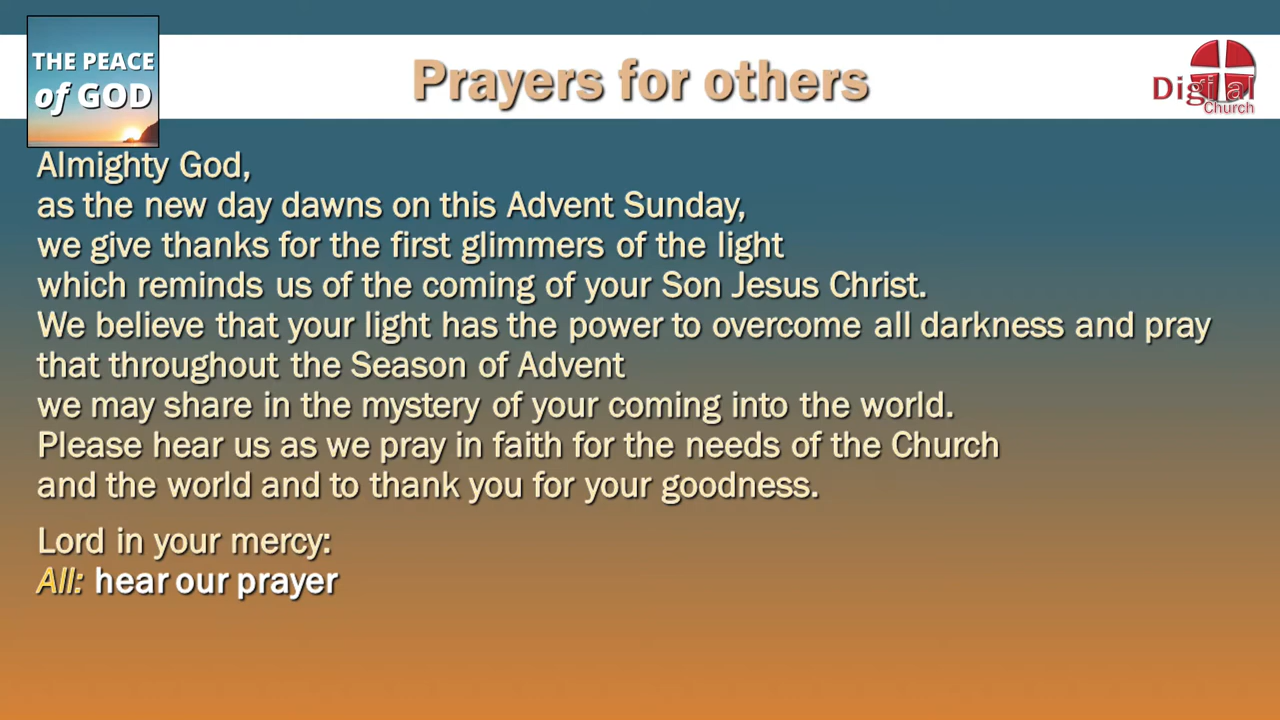 THE PEACE
of GOD
Prayers for others
Digital
Church
Almighty God,
as the new day dawns on this Advent Sunday,
we give thanks for the first glimmers of the light
which reminds us of the coming of your Son Jesus Christ.
We believe that your light has the power to overcome all darkness and pray
that throughout the Season of Advent
we may share in the mystery of your coming into the world.
Please hear us as we pray in faith for the needs of the Church
and the world and to thank you for your goodness.
Lord in your mercy:
All: hear our prayer